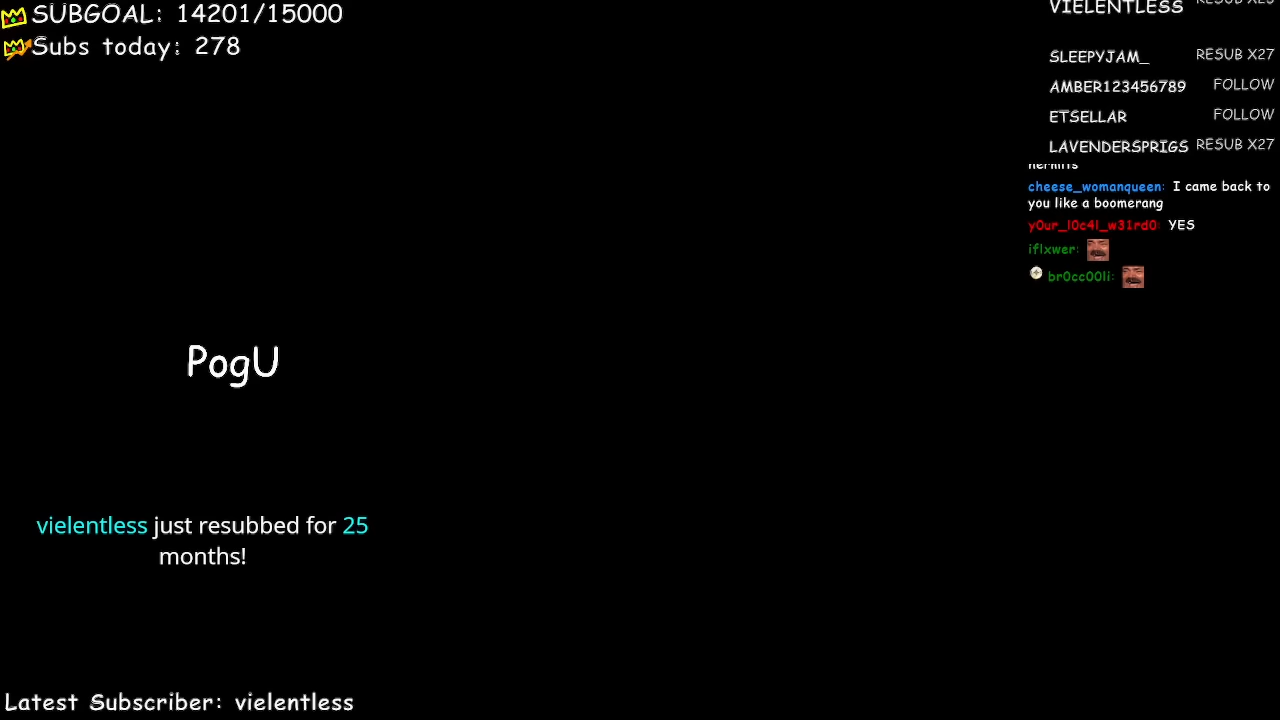 SUBGOAL: 14201/15000
Subs today: 278
VIELENTLESS
SLEEPYJAM_ RESUB X27
AMBER123456789 FOLLOW
ETSELLAR FOLLOW
LAVENDERSPRIGS RESUB X27
hermits
cheese_womanqueen: I came back to
you like a boomerang
y0ur_l0c4l_w31rd0: YES
iflxwer:
br0cc00li:
PogU
vielentless just resubbed for 25
months!
Latest Subscriber: vielentless